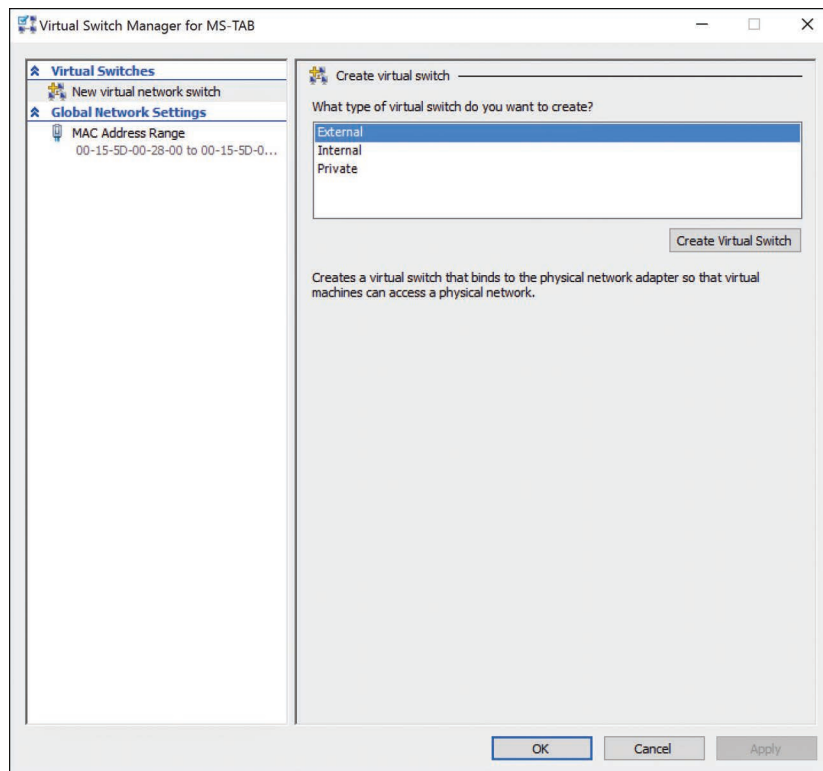 Virtual Switch Manager for MS-TAB
Virtual Switches
New virtual network switch
Global Network Settings
MAC Address Range
00-15-5D-00-28-00 to 00-15-5D-0...
Create virtual switch
What type of virtual switch do you want to create?
External
Internal
Private
Create Virtual Switch
Creates a virtual switch that binds to the physical network adapter so that virtual
machines can access a physical network.
OK
Cancel
Apply